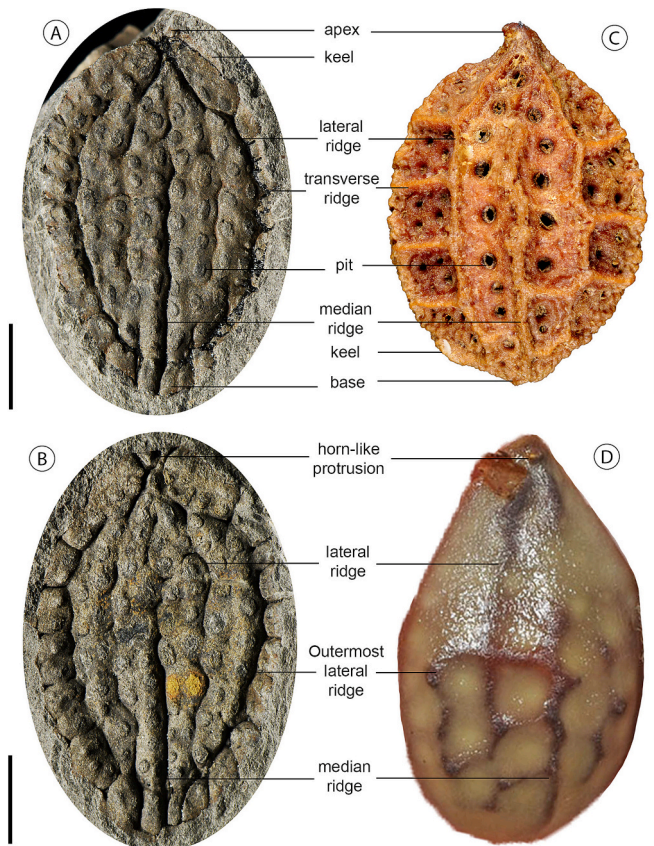 A
apex
C
keel
lateral
ridge
transverse
ridge
pit
median
ridge
keel
base
B
horn-like
protrusion
D
lateral
ridge
Outermost
lateral
ridge
median
ridge